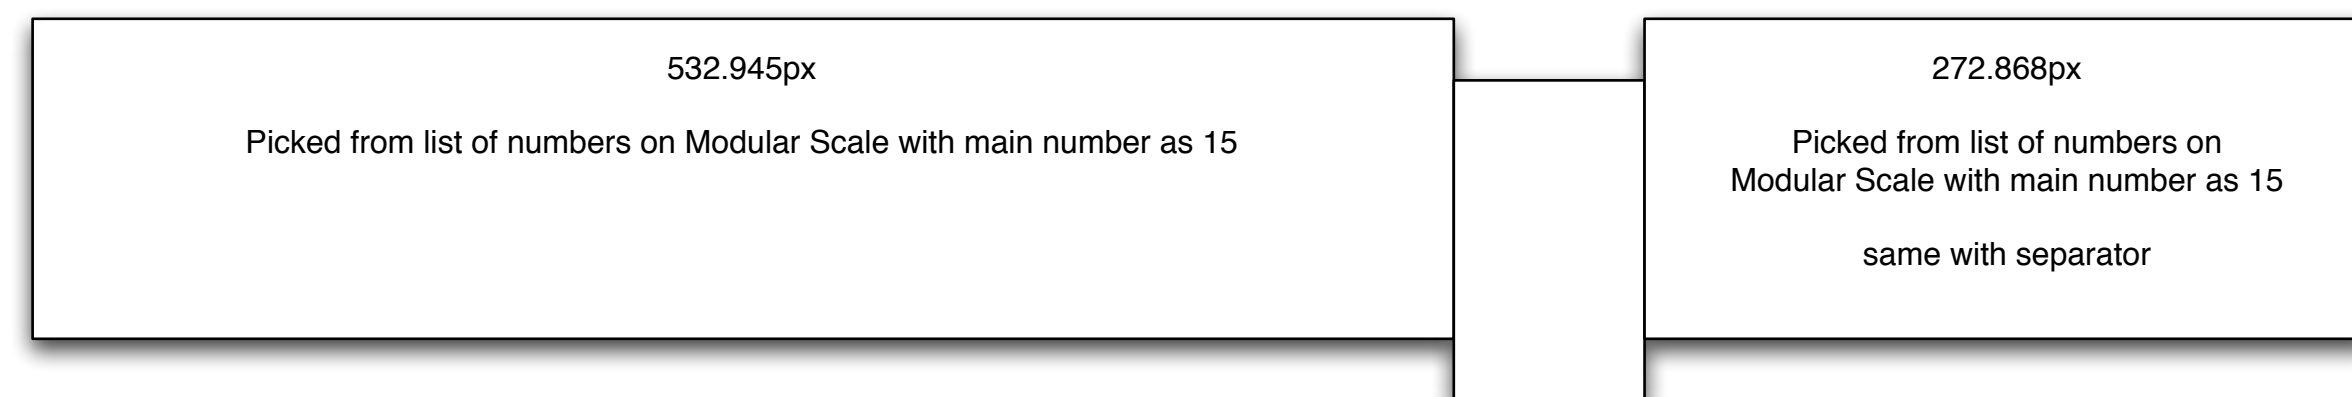 532.945px
Picked from list of numbers on Modular Scale with main number as 15
272.868px
Picked from list of numbers on
Modular Scale with main number as 15
same with separator